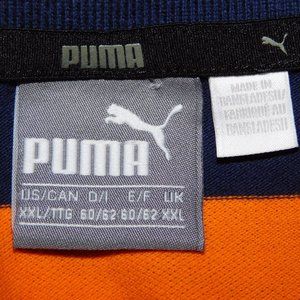 PUMA
MADE IN
BANGLADESH/
FABRIQUÉ AU
BANGLADESH
PUMA
US/CAN D/I E/F UK
XXL/TTG 60/62 60/62 XXL